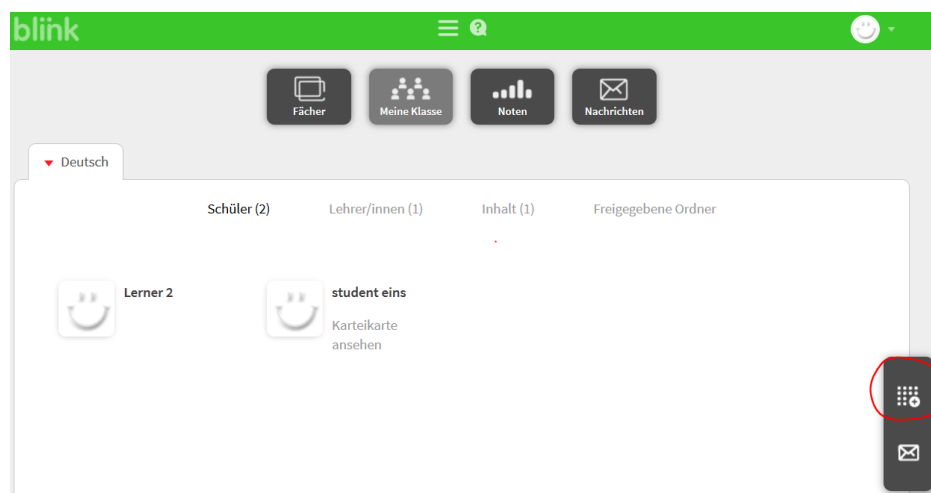 blink
Fächer
Meine Klasse
Noten
Nachrichten
Deutsch
Schüler (2)
Lehrer/innen (1)
Inhalt (1)
Freigegebene Ordner
Lerner 2
student eins
Karteikarte
ansehen